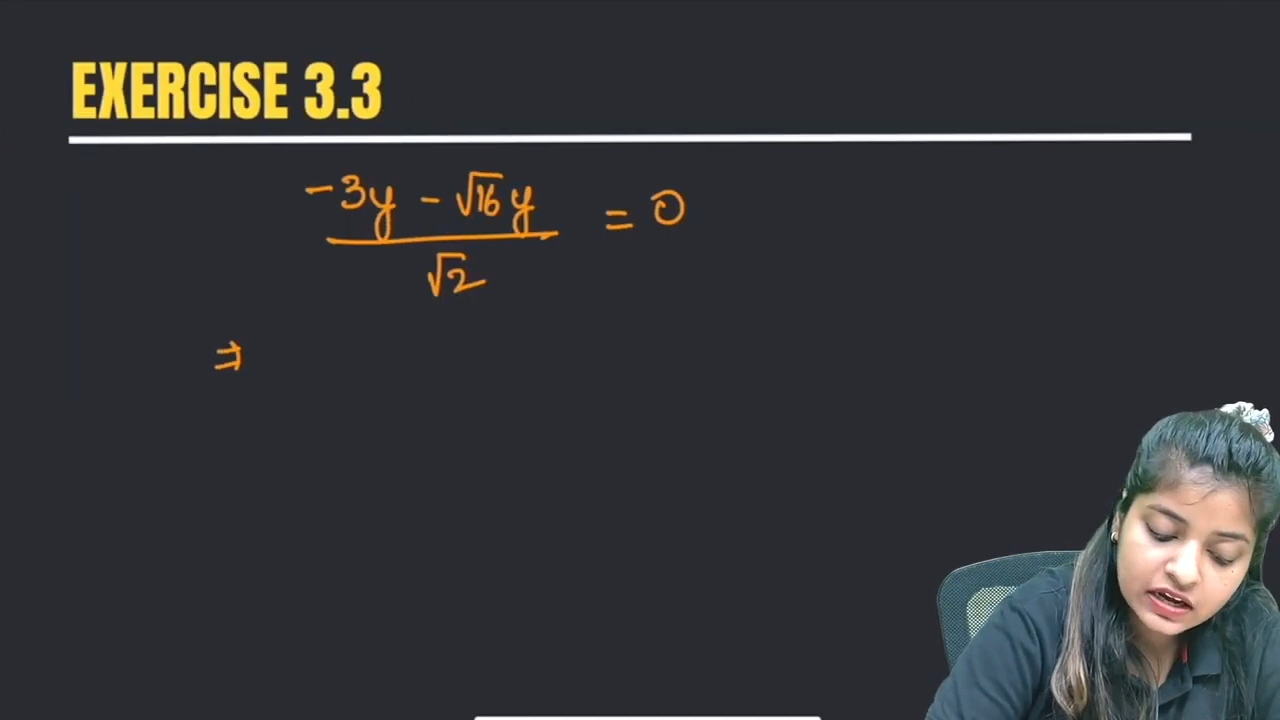 EXERCISE 3.3
-3y - √16 y
———
√2
= 0
⇒